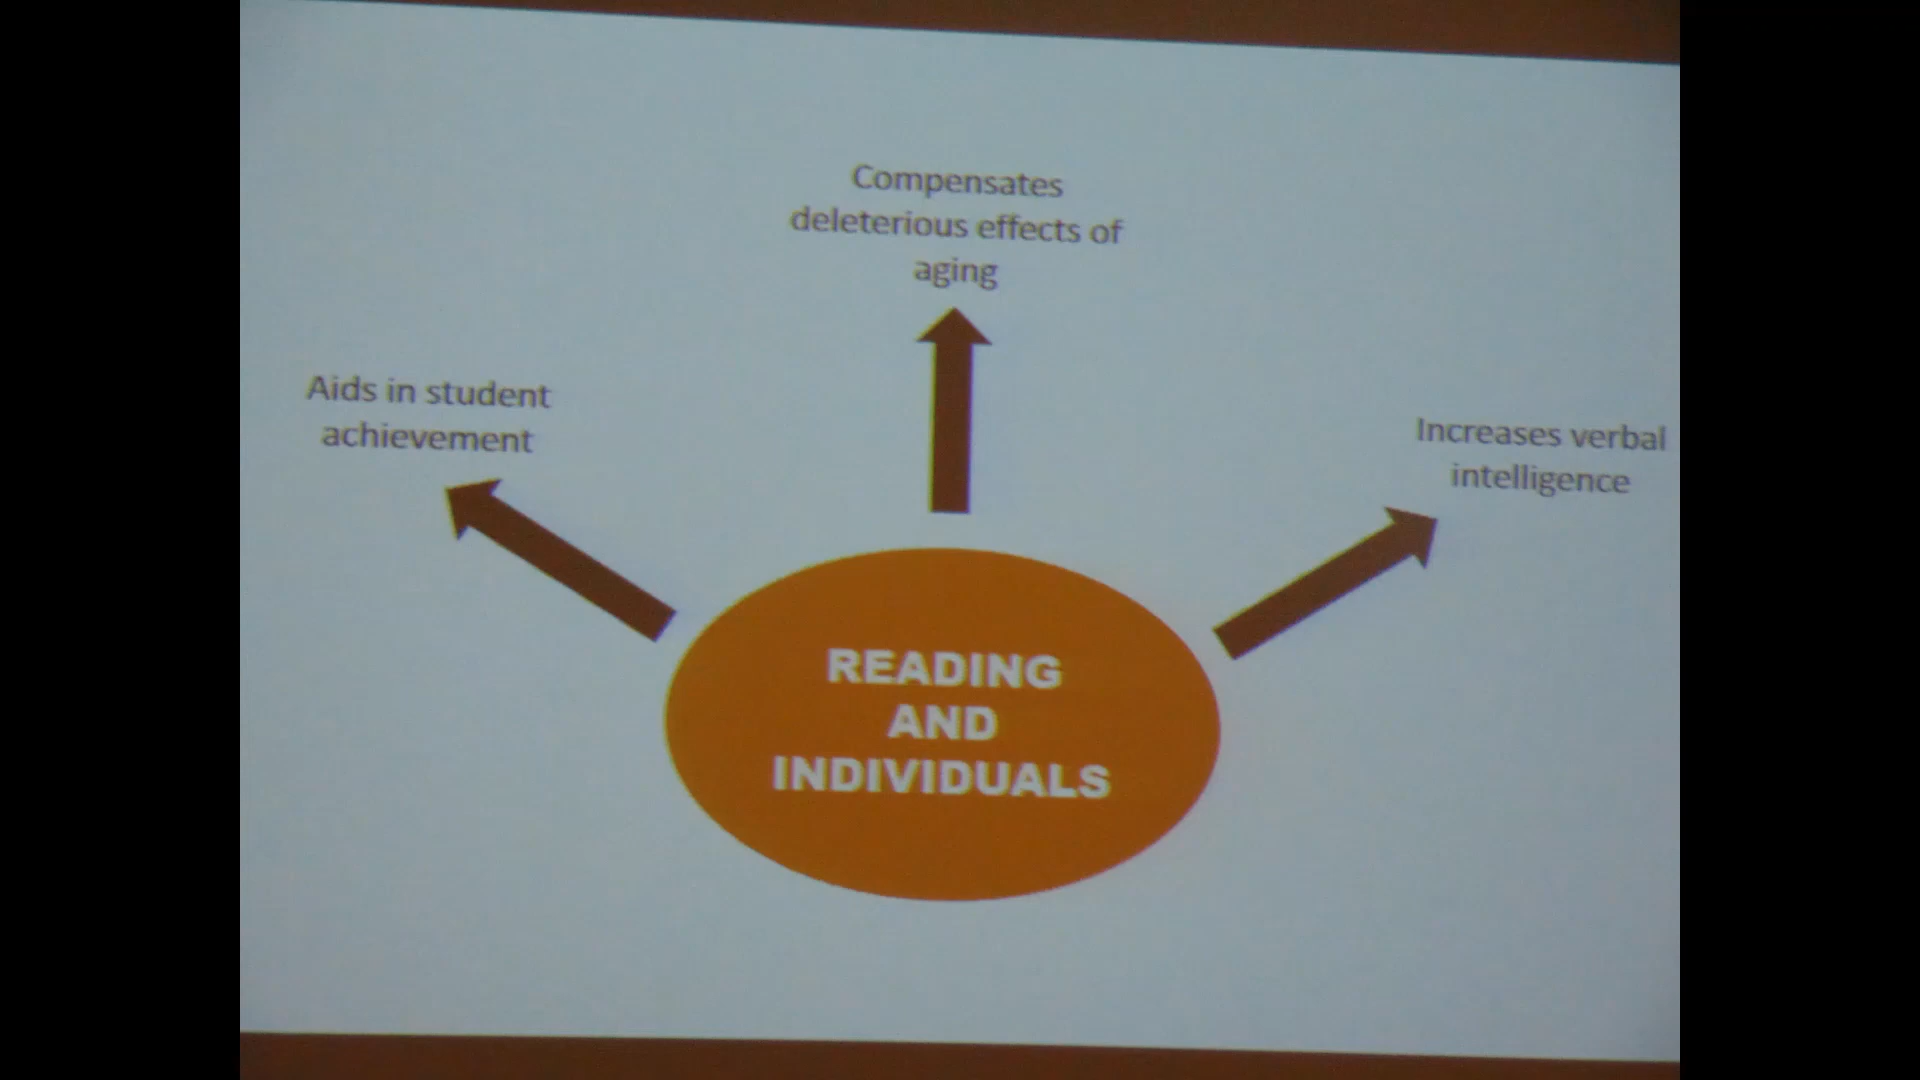 Compensates
deleterious effects of
aging
Aids in student
achievement
Increases verbal
intelligence
READING
AND
INDIVIDUALS